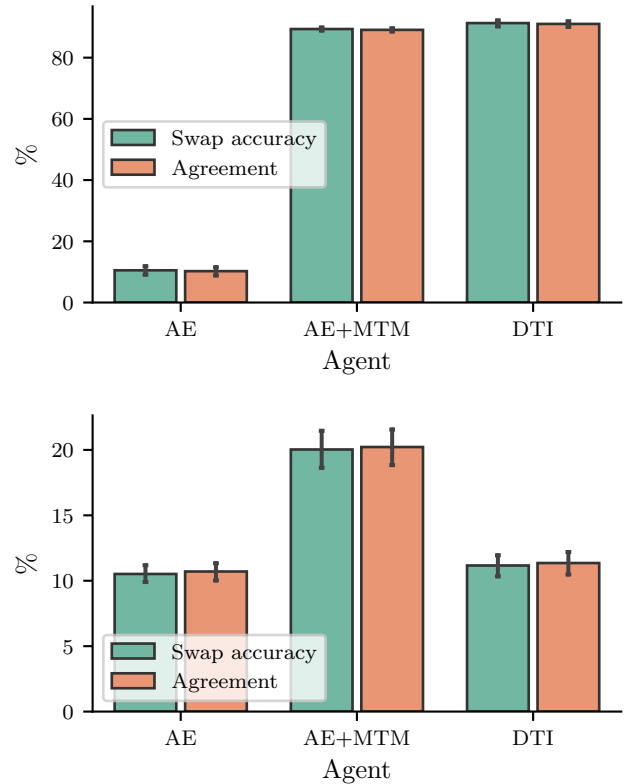 80
60
40
20
0
%
Swap accuracy
Agreement
AE
AE+MTM
DTI
Agent
20
15
10
5
0
%
Swap accuracy
Agreement
AE
AE+MTM
DTI
Agent